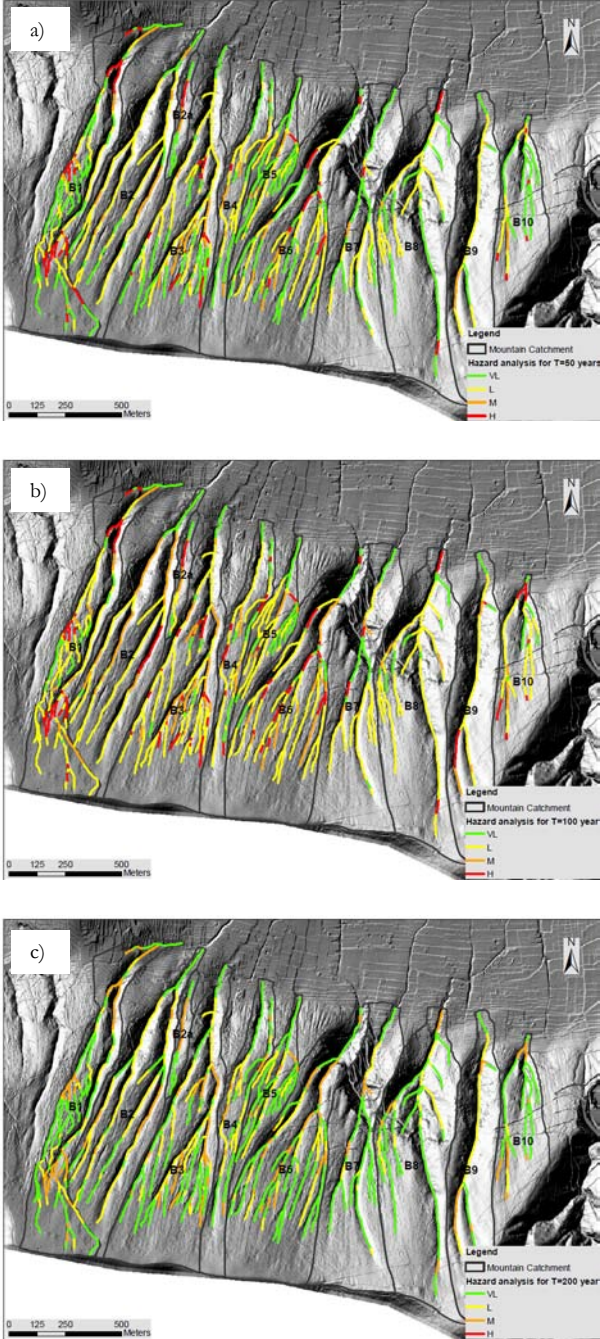 a)
N
B2a
B5
B1
B2
B4
B3
B6
B7
B8
B9
B10
Legend
Mountain Catchment
Hazard analysis for T=50 years
VL
L
M
H
0 125 250 500
Meters
b)
N
B2a
B5
B1
B2
B4
B10
B3
B6
B7
B8
B9
Legend
Mountain Catchment
Hazard analysis for T=100 year
VL
L
M
H
0 125 250 500
Meters
c)
N
B2a
B5
B1
B2
B4
B10
B3
B6
B7
B8
B9
Legend
Mountain Catchment
Hazard analysis for T=200 year
VL
L
M
H
0 125 250 500
Meters